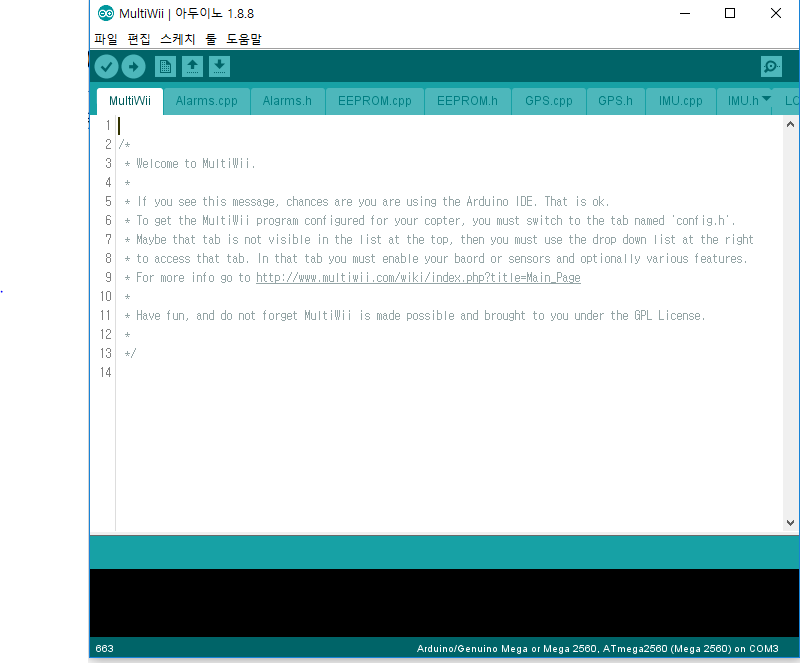 MultiWii | 아두이노 1.8.8
파일 편집 스케치 툴 도움말
MultiWii Alarms.cpp Alarms.h EEPROM.cpp EEPROM.h GPS.cpp GPS.h IMU.cpp IMU.h LC
1
2 /*
3 * Welcome to MultiWii.
4 *
5 * If you see this message, chances are you are using the Arduino IDE. That is ok.
6 * To get the MultiWii program configured for your copter, you must switch to the tab named `config.h`.
7 * Maybe that tab is not visible in the list at the top, then you must use the drop down list at the right
8 * to access that tab. In that tab you must enable your baord or sensors and optionally various features.
9 * For more info go to http://www.multiwii.com/wiki/index.php?title=Main_Page
10 *
11 * Have fun, and do not forget MultiWii is made possible and brought to you under the GPL License.
12 *
13 */
14
663 Arduino/Genuino Mega or Mega 2560, ATmega2560 (Mega 2560) on COM3